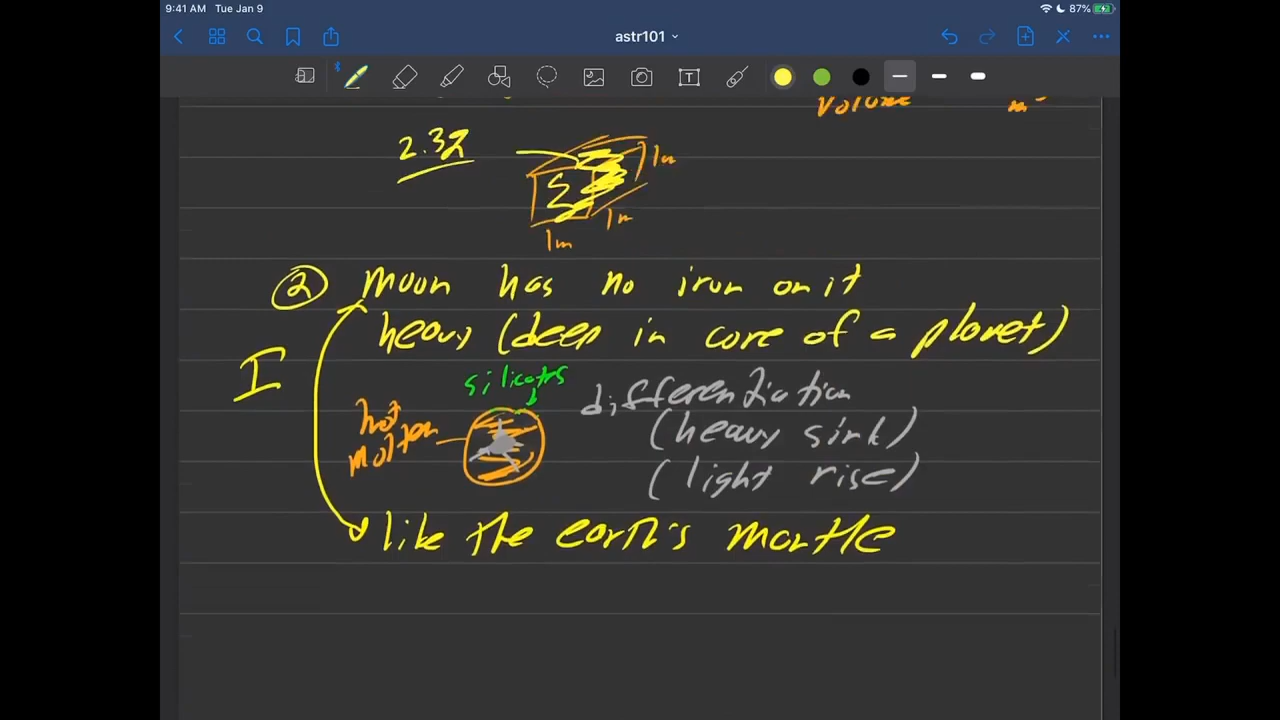 9:41 AM Tue Jan 9
87%
astr101
T
volume
2.32
1m
1m
1m
② moon has no iron on it
heavy (deep in core of a planet)
I
silicates
hot
molten
differentiation
(heavy sink)
(light rise)
like the earth's mantle